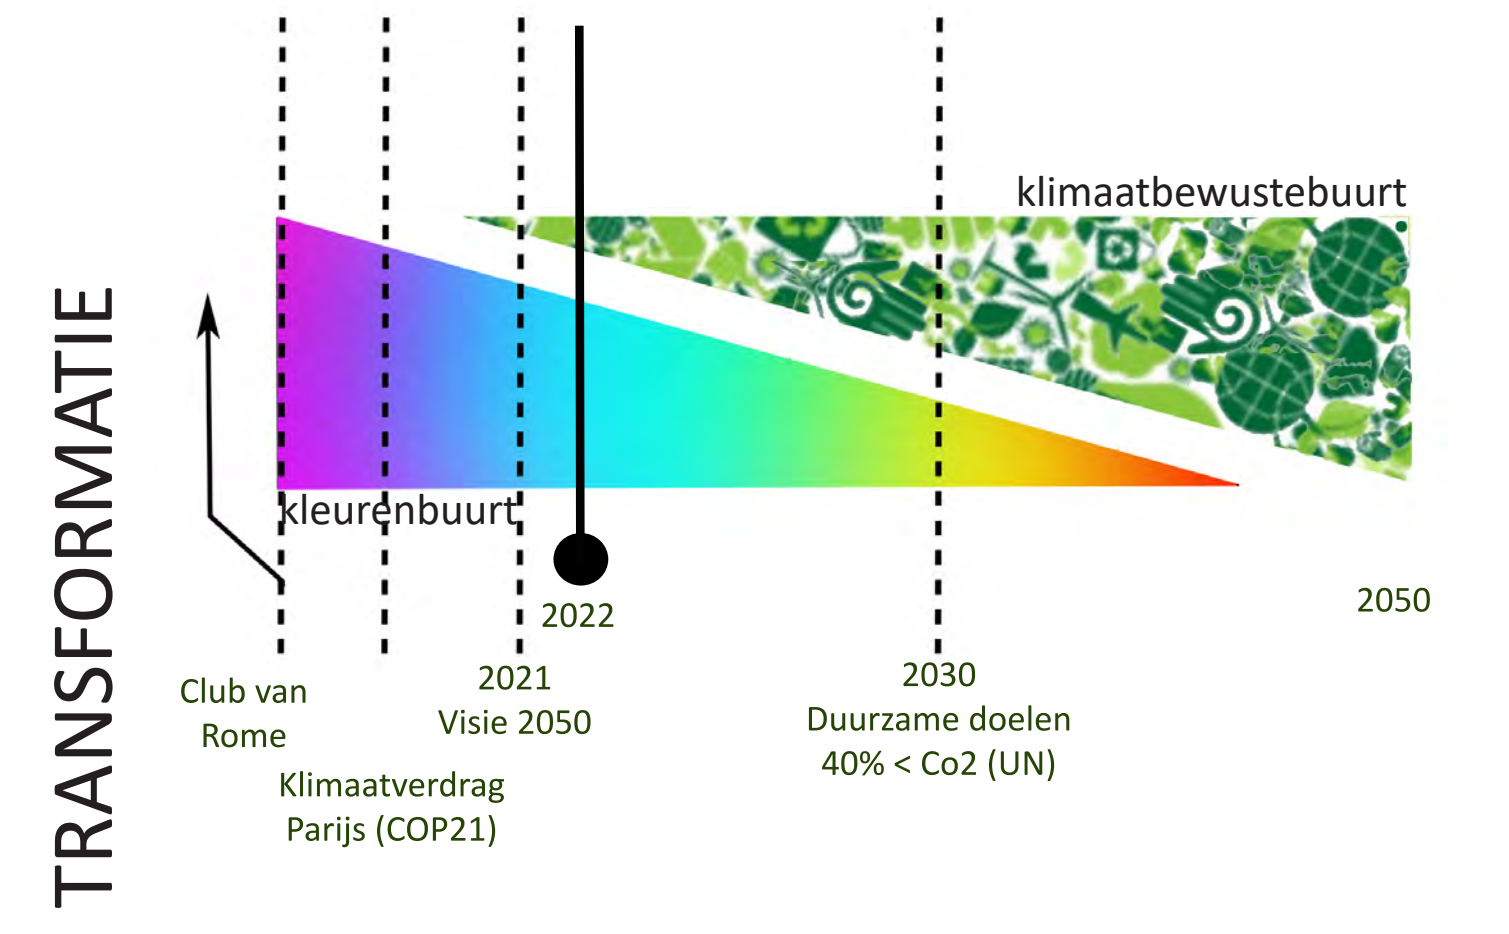 TRANSFORMATIE
klimaatbewustebuurt
kleurenbuurt
2022
2050
Club van
Rome
2021
Visie 2050
2030
Duurzame doelen
40% < Co2 (UN)
Klimaatverdrag
Parijs (COP21)